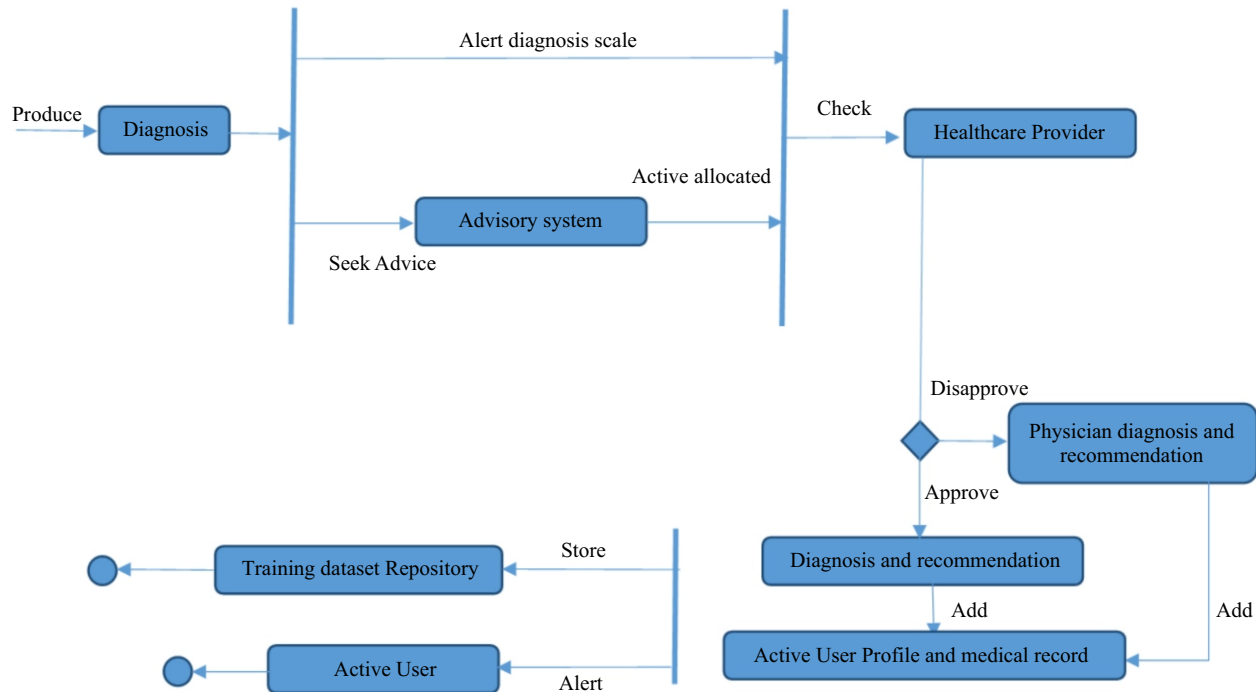 Alert diagnosis scale
Produce
Diagnosis
Check
Healthcare Provider
Active allocated
Advisory system
Seek Advice
Disapprove
Physician diagnosis and
recommendation
Approve
Store
Training dataset Repository
Diagnosis and recommendation
Add
Add
Active User
Alert
Active User Profile and medical record